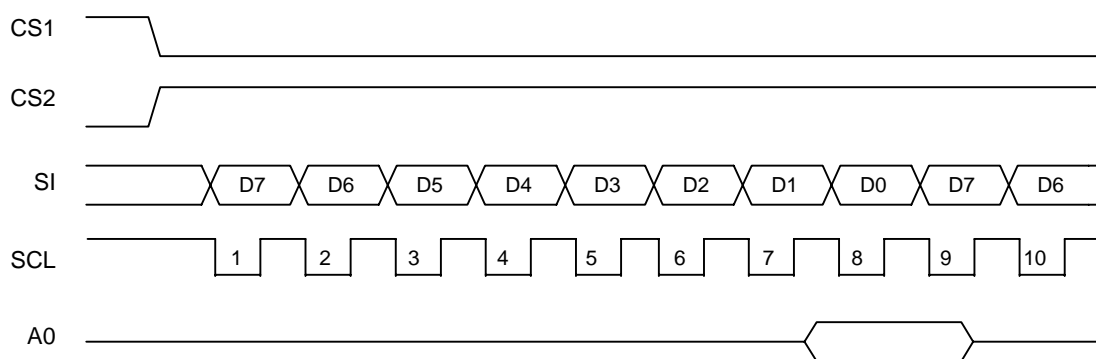 CS1
CS2
SI D7 D6 D5 D4 D3 D2 D1 D0 D7 D6
SCL 1 2 3 4 5 6 7 8 9 10
A0